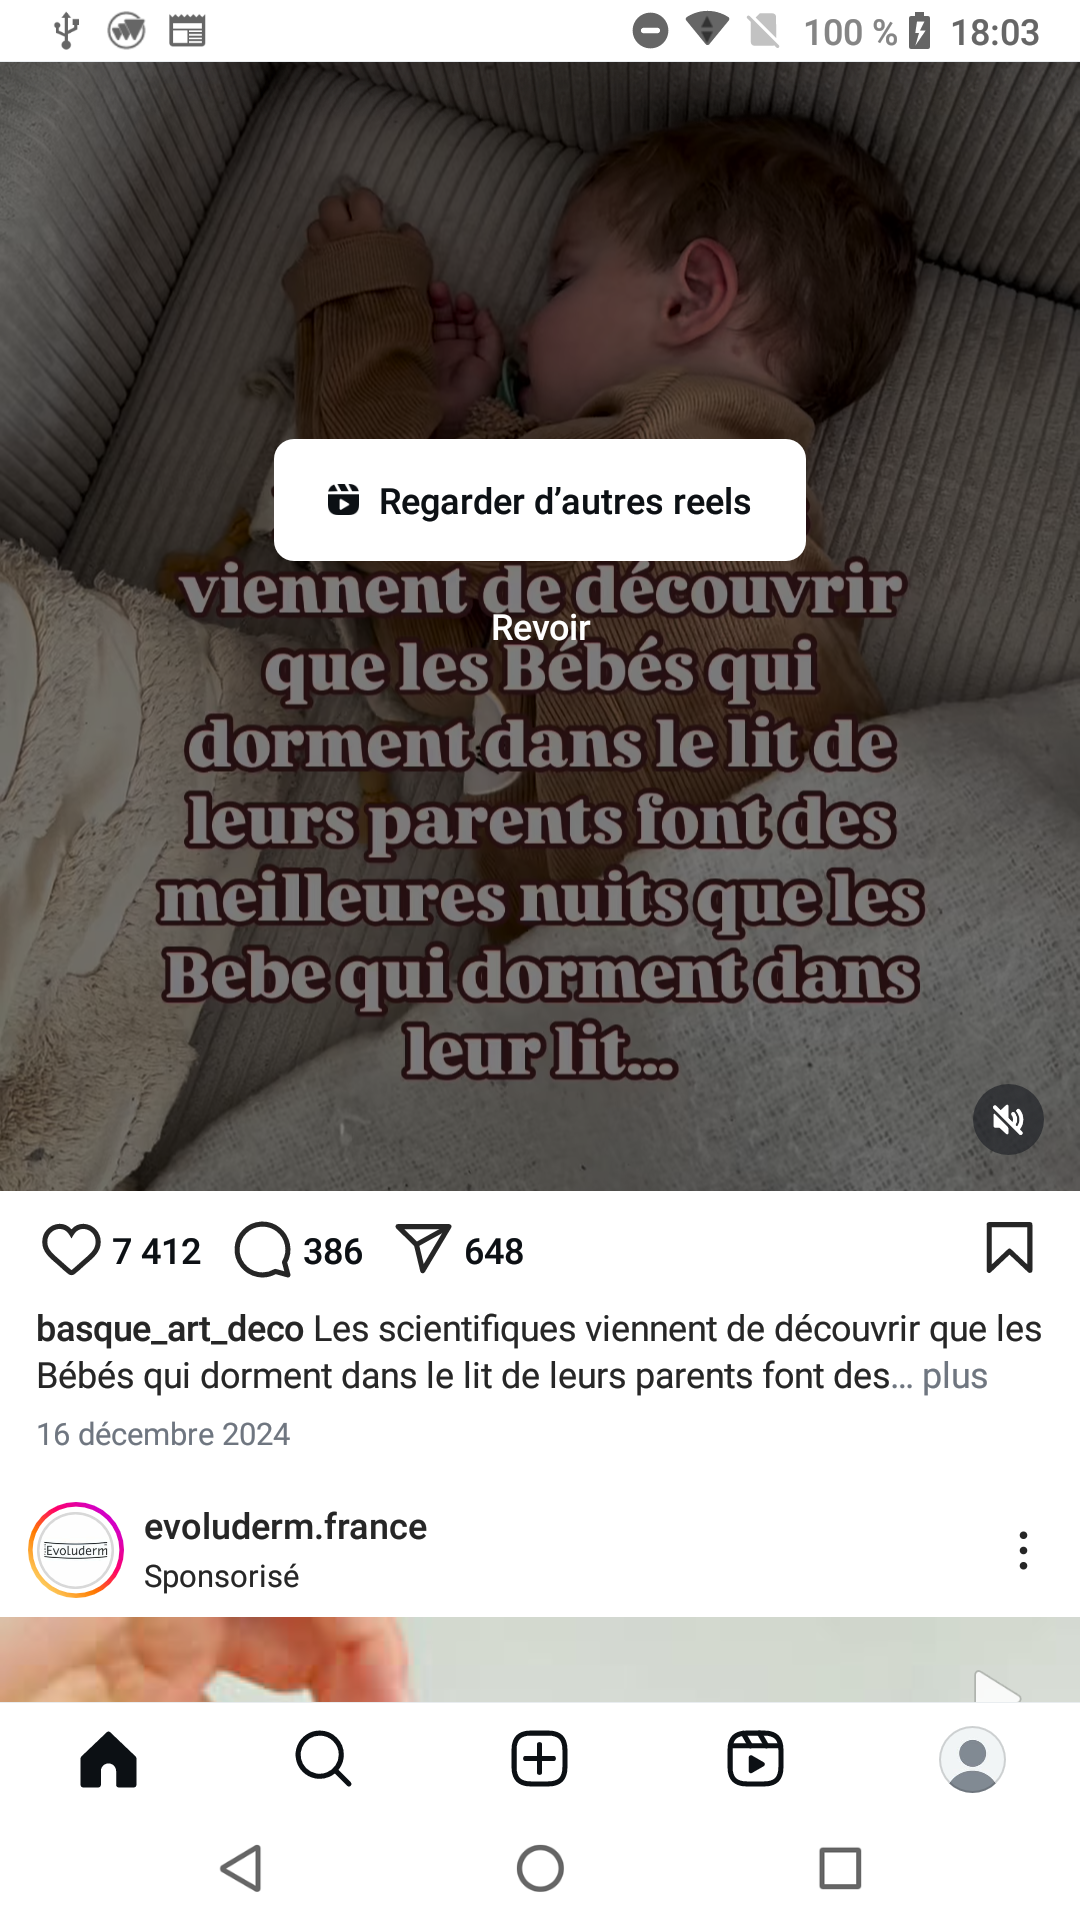 100 % 18:03
Regarder d’autres reels
viennent de découvrir
Revoir
que les Bébés qui
dorment dans le lit de
leurs parents font des
meilleures nuits que les
Bebe qui dorment dans
leur lit...
7 412 386 648
basque_art_deco Les scientifiques viennent de découvrir que les
Bébés qui dorment dans le lit de leurs parents font des... plus
16 décembre 2024
Evoluderm
evoluderm.france
Sponsorisé